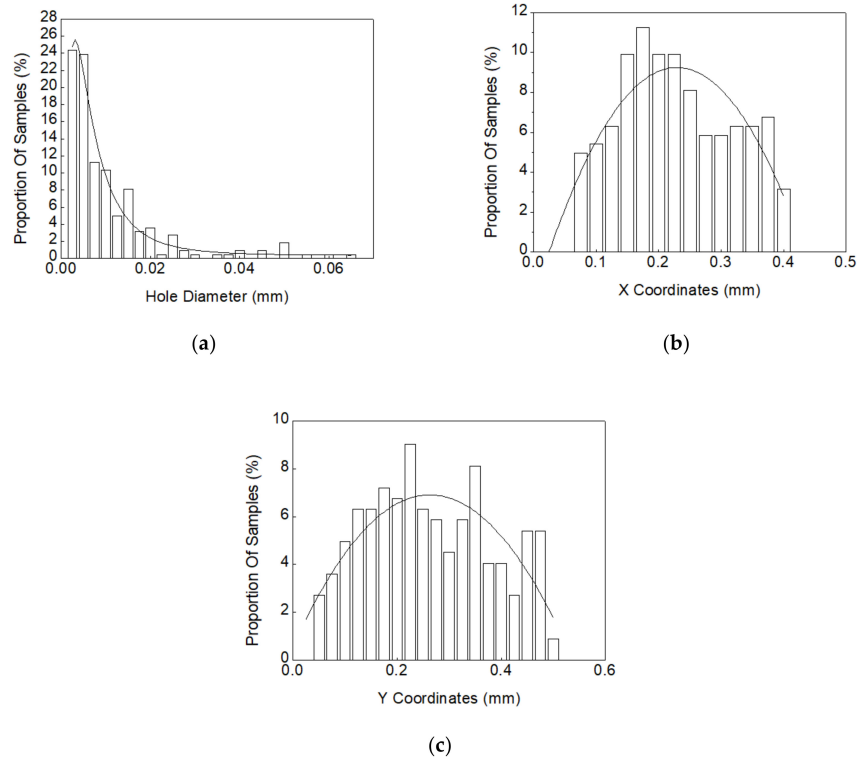 28
26
24
22
20
18
16
14
12
10
8
6
4
2
0
Proportion Of Samples (%)
0.00 0.02 0.04 0.06
Hole Diameter (mm)
(a)
12
10
8
6
4
2
0
Proportion Of Samples (%)
0.0 0.1 0.2 0.3 0.4 0.5
X Coordinates (mm)
(b)
10
8
6
4
2
0
Proportion Of Samples (%)
0.0 0.2 0.4 0.6
Y Coordinates (mm)
(c)